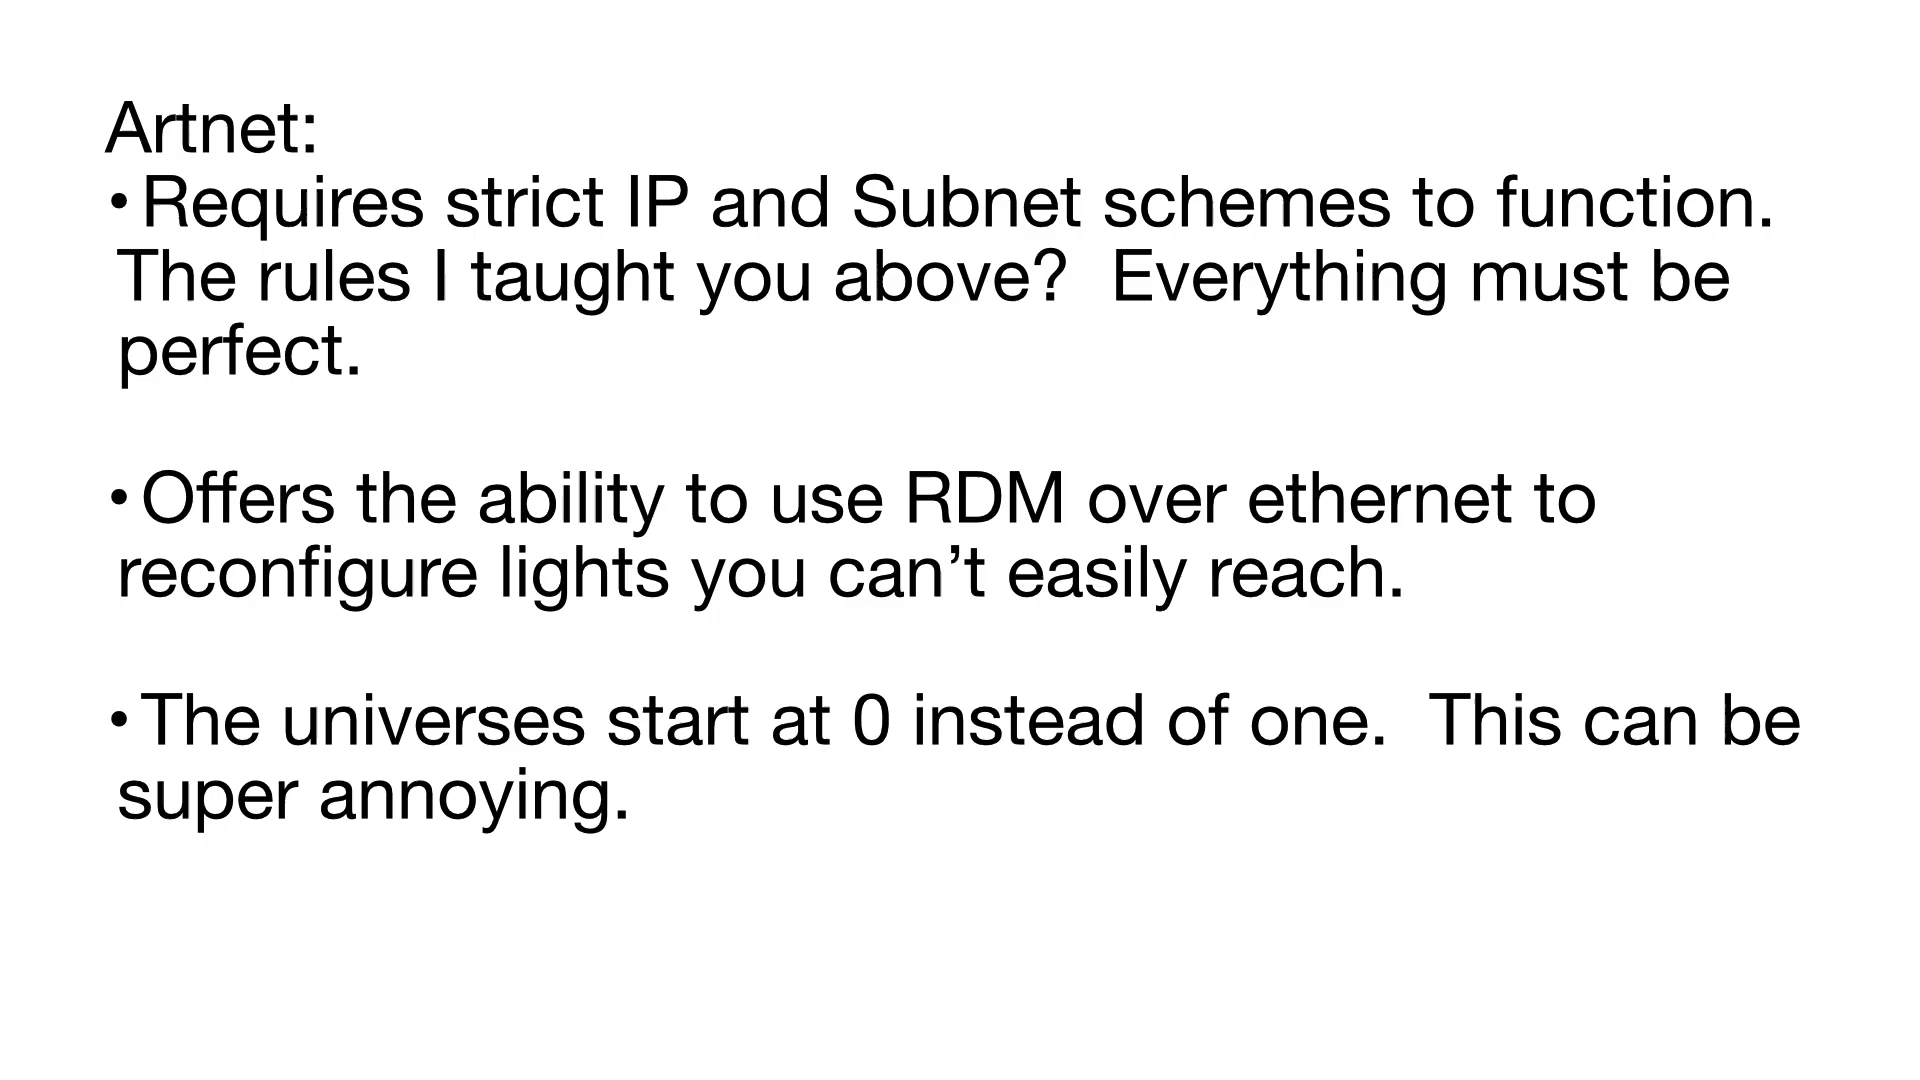 Artnet:
•Requires strict IP and Subnet schemes to function.
The rules I taught you above?  Everything must be
perfect.
•Offers the ability to use RDM over ethernet to
reconfigure lights you can’t easily reach.
•The universes start at 0 instead of one.  This can be
super annoying.